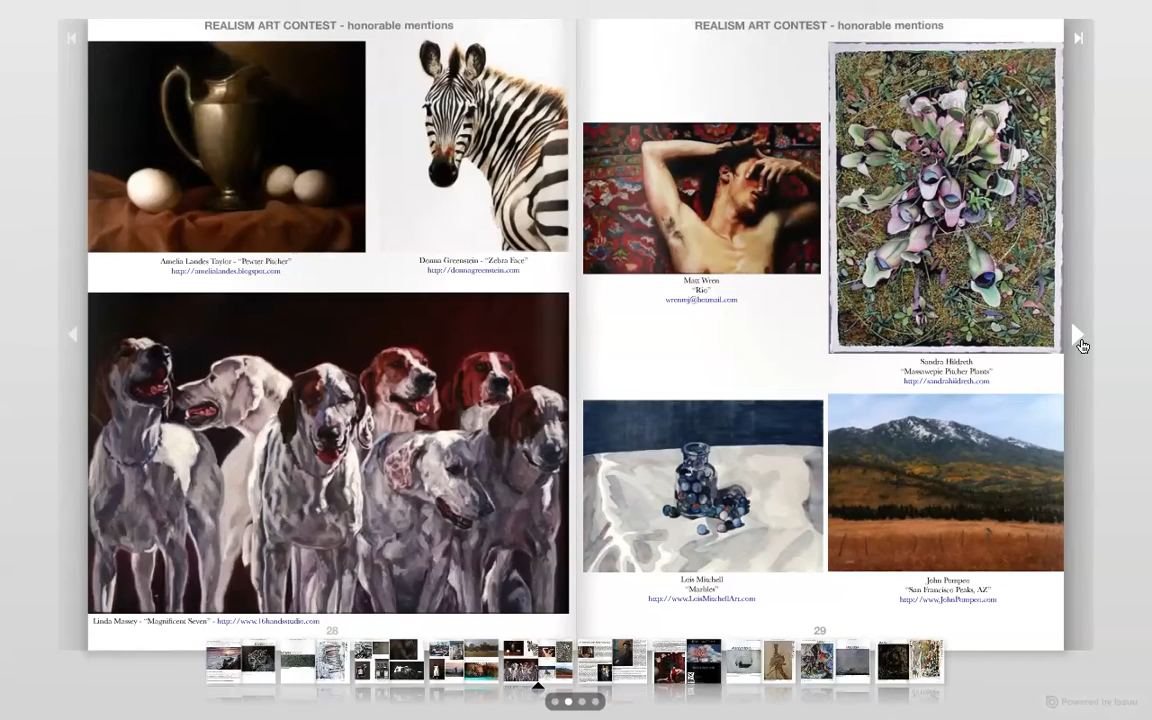 REALISM ART CONTEST - honorable mentions
REALISM ART CONTEST - honorable mentions
Amelia Landes Taylor - "Pewter Pitcher"
http://amelialandes.blogspot.com
Donna Greenstein - "Zebra Face"
http://donnagreenstein.com
Linda Massey - "Magnificent Seven" - http://www.16handsstudio.com
28
Matt Wren
"Rio"
wrenmj@hotmail.com
Sandra Hildreth
"Massawepie Pitcher Plants"
http://sandrahildreth.com
Lois Mitchell
"Marbles"
http://www.LoisMitchellArt.com
John Pompeo
"San Francisco Peaks, AZ"
http://www.JohnPompeo.com
29
Powered by Issuu